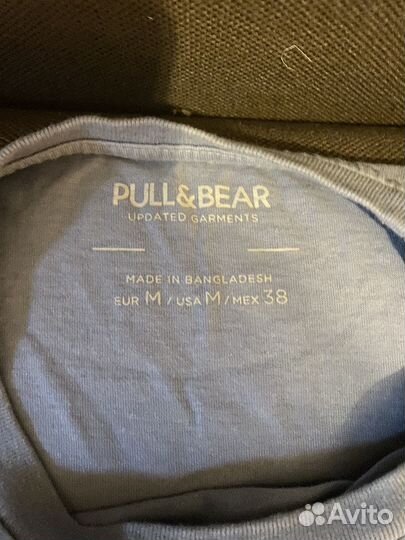 PULL&BEAR
UPDATED GARMENTS
MADE IN BANGLADESH
EUR M / USA M / MEX 38
Avito